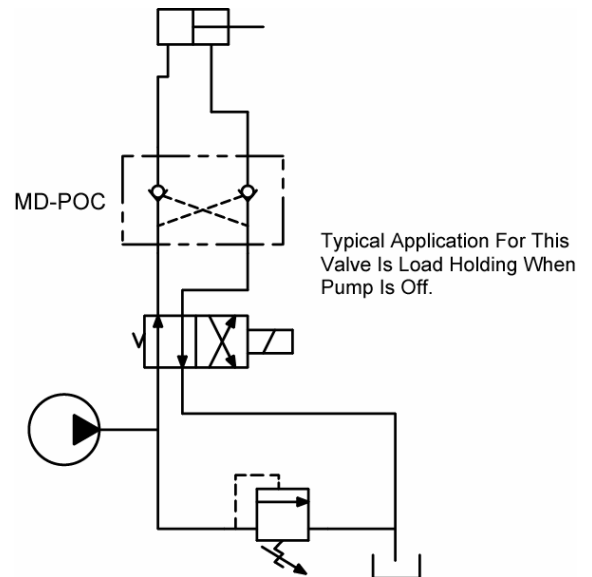 MD-POC
Typical Application For This
Valve Is Load Holding When
Pump Is Off.